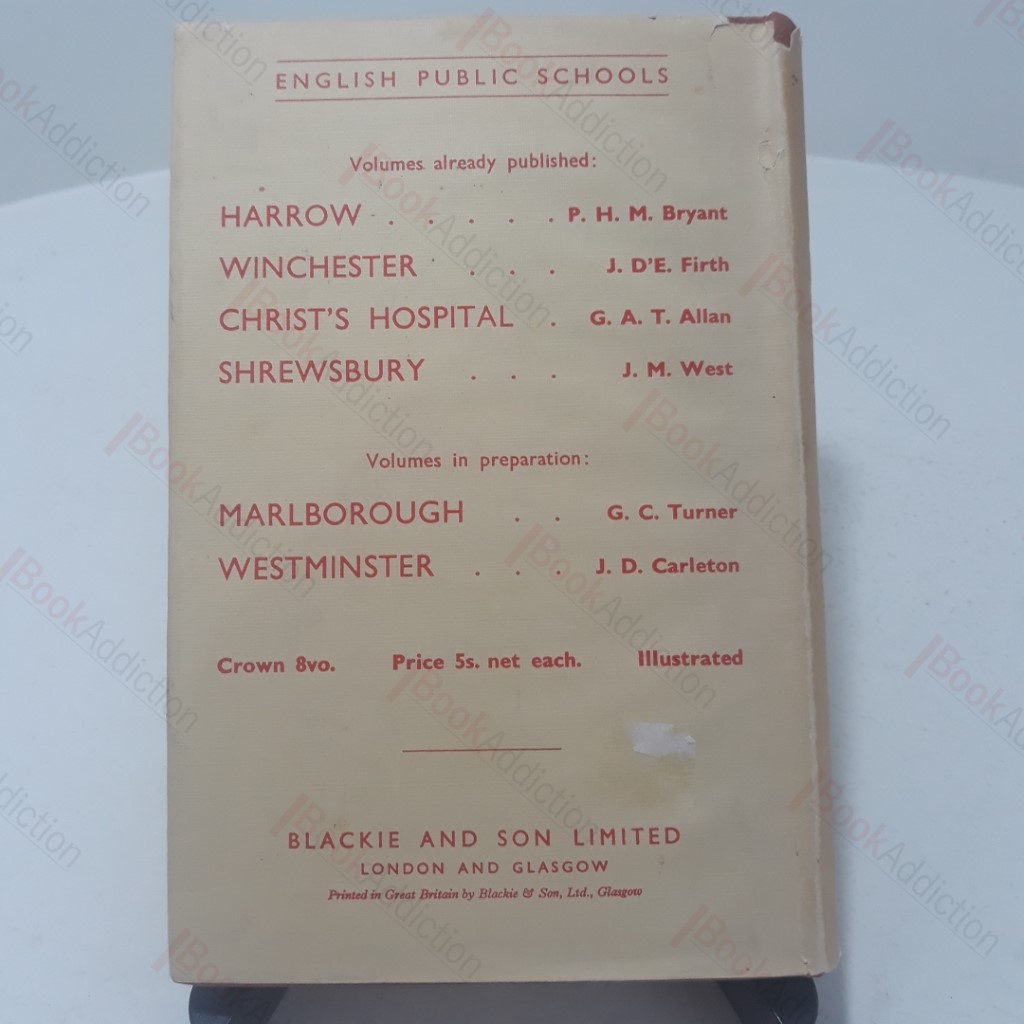 ENGLISH PUBLIC SCHOOLS
Volumes already published:
HARROW . . . . . P. H. M. Bryant
WINCHESTER . . . . J. D'E. Firth
CHRIST'S HOSPITAL . G. A. T. Allan
SHREWSBURY . . . J. M. West
Volumes in preparation:
MARLBOROUGH . . G. C. Turner
WESTMINSTER . . . J. D. Carleton
Crown 8vo. Price 5s. net each. Illustrated
BLACKIE AND SON LIMITED
LONDON AND GLASGOW
Printed in Great Britain by Blackie & Son, Ltd., Glasgow
BookAddiction